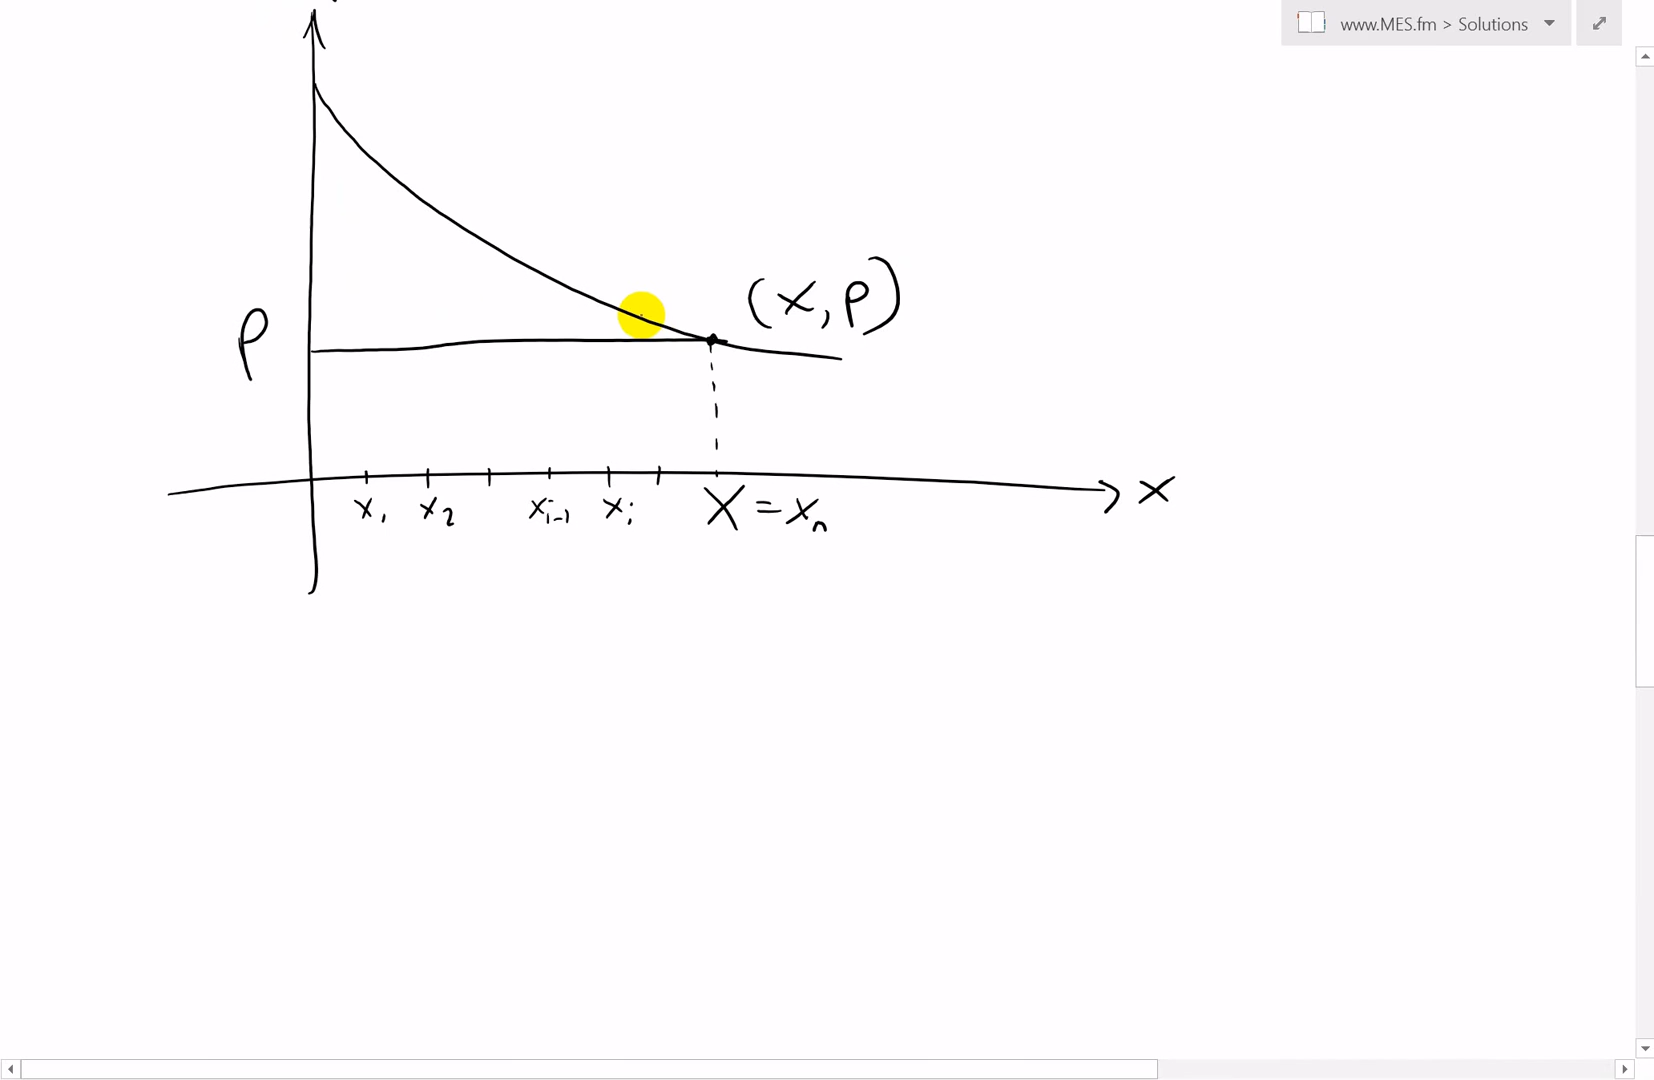 www.MES.fm > Solutions
(X, P)
P
x
x₁ x₂ xᵢ₋₁ xᵢ X = xₙ